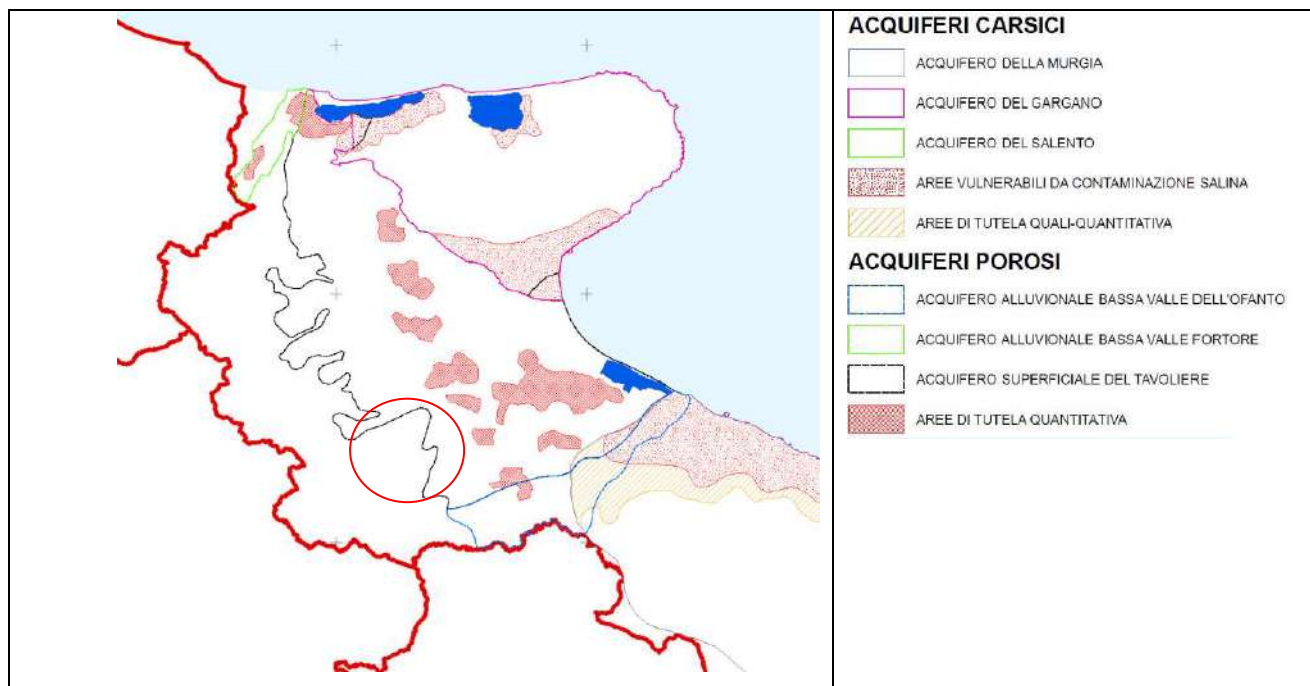 ACQUIFERI CARSICI
ACQUIFERO DELLA MURGIA
ACQUIFERO DEL GARGANO
ACQUIFERO DEL SALENTO
AREE VULNERABILI DA CONTAMINAZIONE SALINA
AREE DI TUTELA QUALI-QUANTITATIVA
ACQUIFERI POROSI
ACQUIFERO ALLUVIONALE BASSA VALLE DELL'OFANTO
ACQUIFERO ALLUVIONALE BASSA VALLE FORTORE
ACQUIFERO SUPERFICIALE DEL TAVOLIERE
AREE DI TUTELA QUANTITATIVA